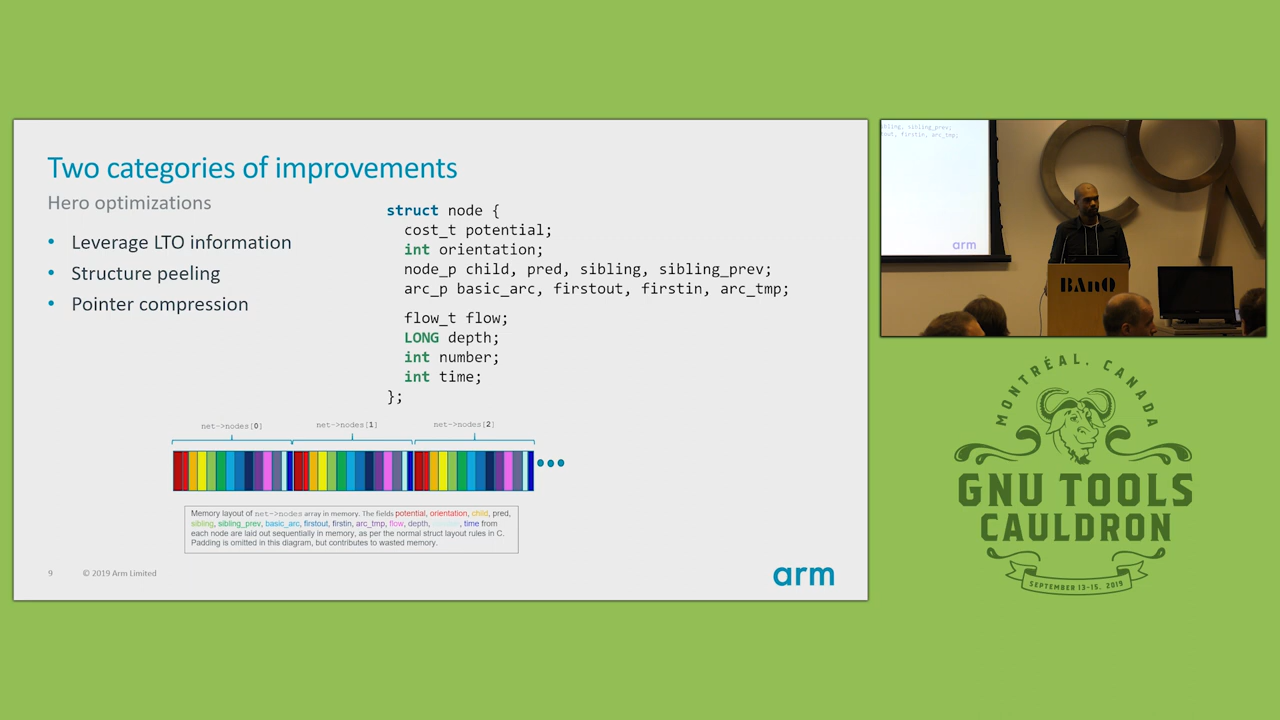 Two categories of improvements
Hero optimizations
• Leverage LTO information
• Structure peeling
• Pointer compression
struct node {
cost_t potential;
int orientation;
node_p child, pred, sibling, sibling_prev;
arc_p basic_arc, firstout, firstin, arc_tmp;
flow_t flow;
LONG depth;
int number;
int time;
};
net->nodes[0]
net->nodes[1]
net->nodes[2]
Memory layout of net->nodes array in memory. The fields potential, orientation, child, pred,
sibling, sibling_prev, basic_arc, firstout, firstin, arc_tmp, flow, depth, , time from
each node are laid out sequentially in memory, as per the normal struct layout rules in C.
Padding is omitted in this diagram, but contributes to wasted memory.
9
© 2019 Arm Limited
arm
sibling_prev;
firstin, arc_tmp;
arm
BAnQ
MONTRÉAL, CANADA
GNU TOOLS
CAULDRON
SEPTEMBER 13-15, 2019